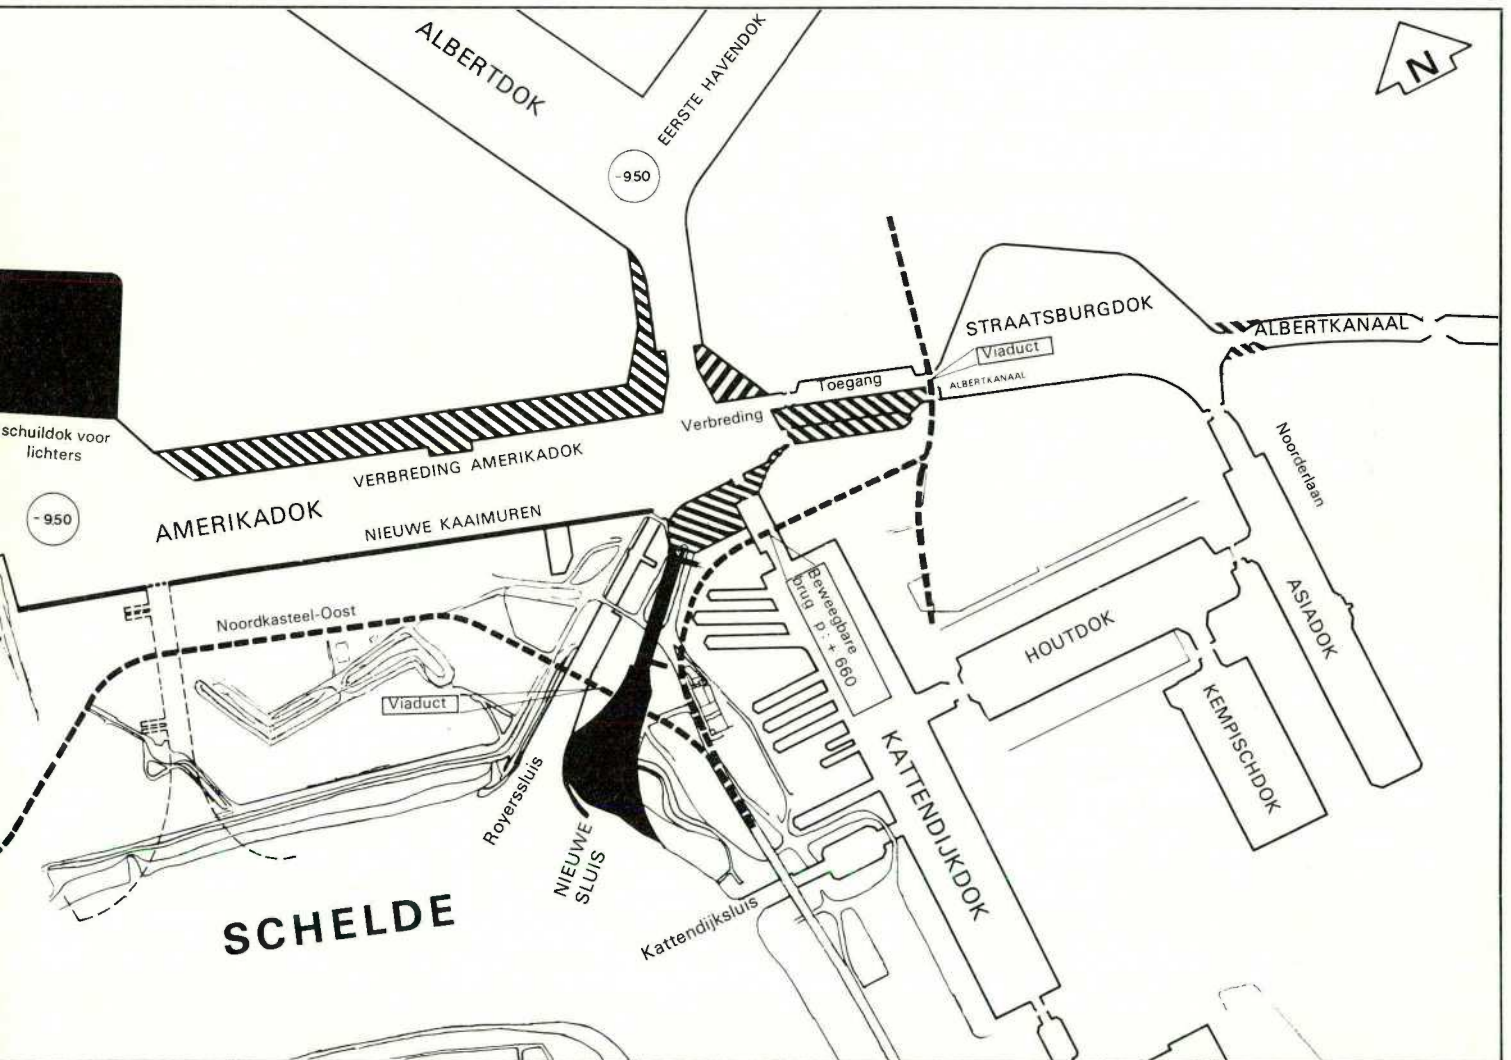 ALBERTDOK
EERSTE HAVENDOK
N
-950
STRAATSBURGDOK
ALBERTKANAAL
Viaduct
Toegang
ALBERTKANAAL
Verbreding
schuildok voor
lichters
VERBREDING AMERIKADOK
Noorderlaan
-950
AMERIKADOK
NIEUWE KAAIMUREN
Noordkasteel-Oost
Beweegbare
brug p: + 660
HOUTDOK
ASIADOK
Viaduct
KEMPISCHDOK
KATTENDIJKDOK
Royerssluis
NIEUWE
SLUIS
SCHELDE
Kattendijksluis